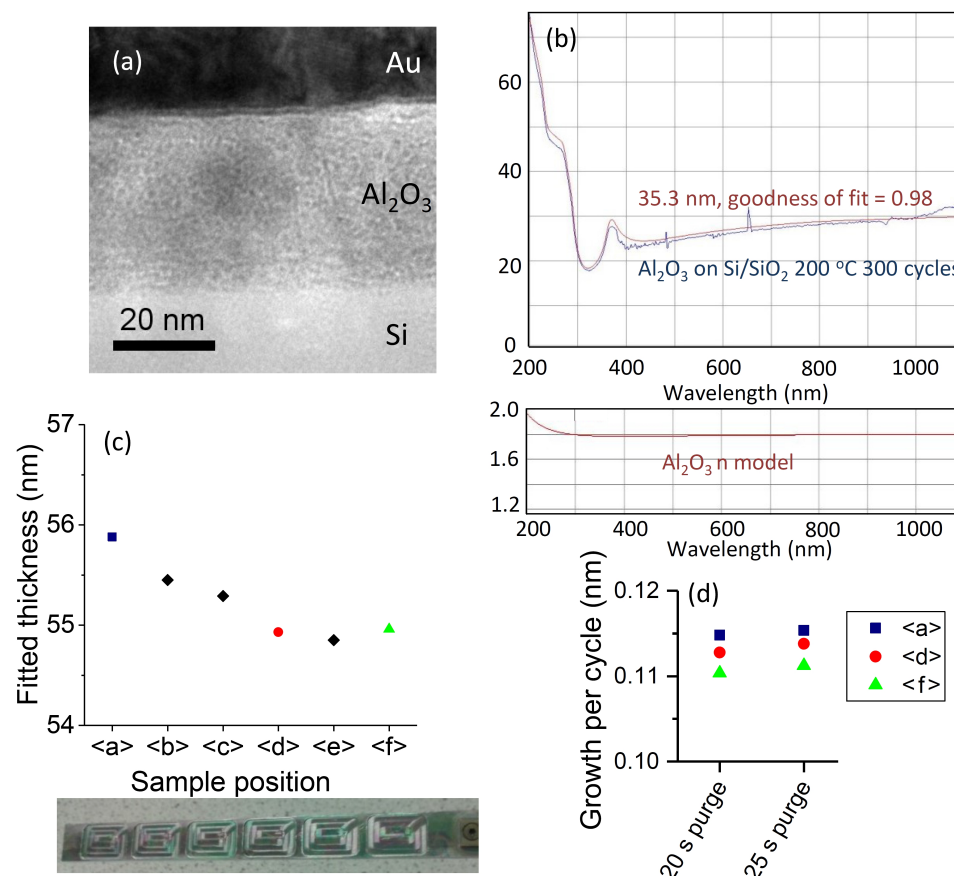 (a)
Au
Al₂O₃
20 nm
Si
(b)
60
40
20
0
35.3 nm, goodness of fit = 0.98
Al₂O₃ on Si/SiO₂ 200 °C 300 cycles
200 400 600 800 1000
Wavelength (nm)
2.0
1.6
1.2
Al₂O₃ n model
200 400 600 800 1000
Wavelength (nm)
(c)
Fitted thickness (nm)
57
56
55
54
<a> <b> <c> <d> <e> <f>
Sample position
(d)
Growth per cycle (nm)
0.12
0.11
0.10
20 s purge
25 s purge
<a>
<d>
<f>